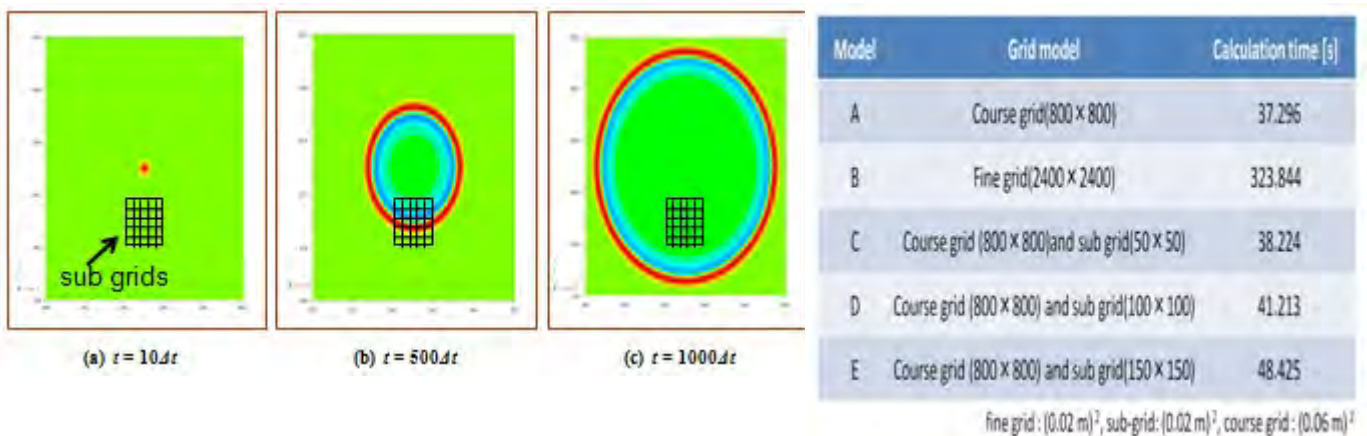 sub grids
(a) t = 10Δt
(b) t = 500Δt
(c) t = 1000Δt
Model Grid model Calculation time [s]
A Course grid(800 × 800) 37.296
B Fine grid(2400 × 2400) 323.844
C Course grid (800 × 800)and sub grid(50 × 50) 38.224
D Course grid (800 × 800) and sub grid(100 × 100) 41.213
E Course grid (800 × 800) and sub grid(150 × 150) 48.425
fine grid : (0.02 m)², sub-grid: (0.02 m)², course grid : (0.06 m)²